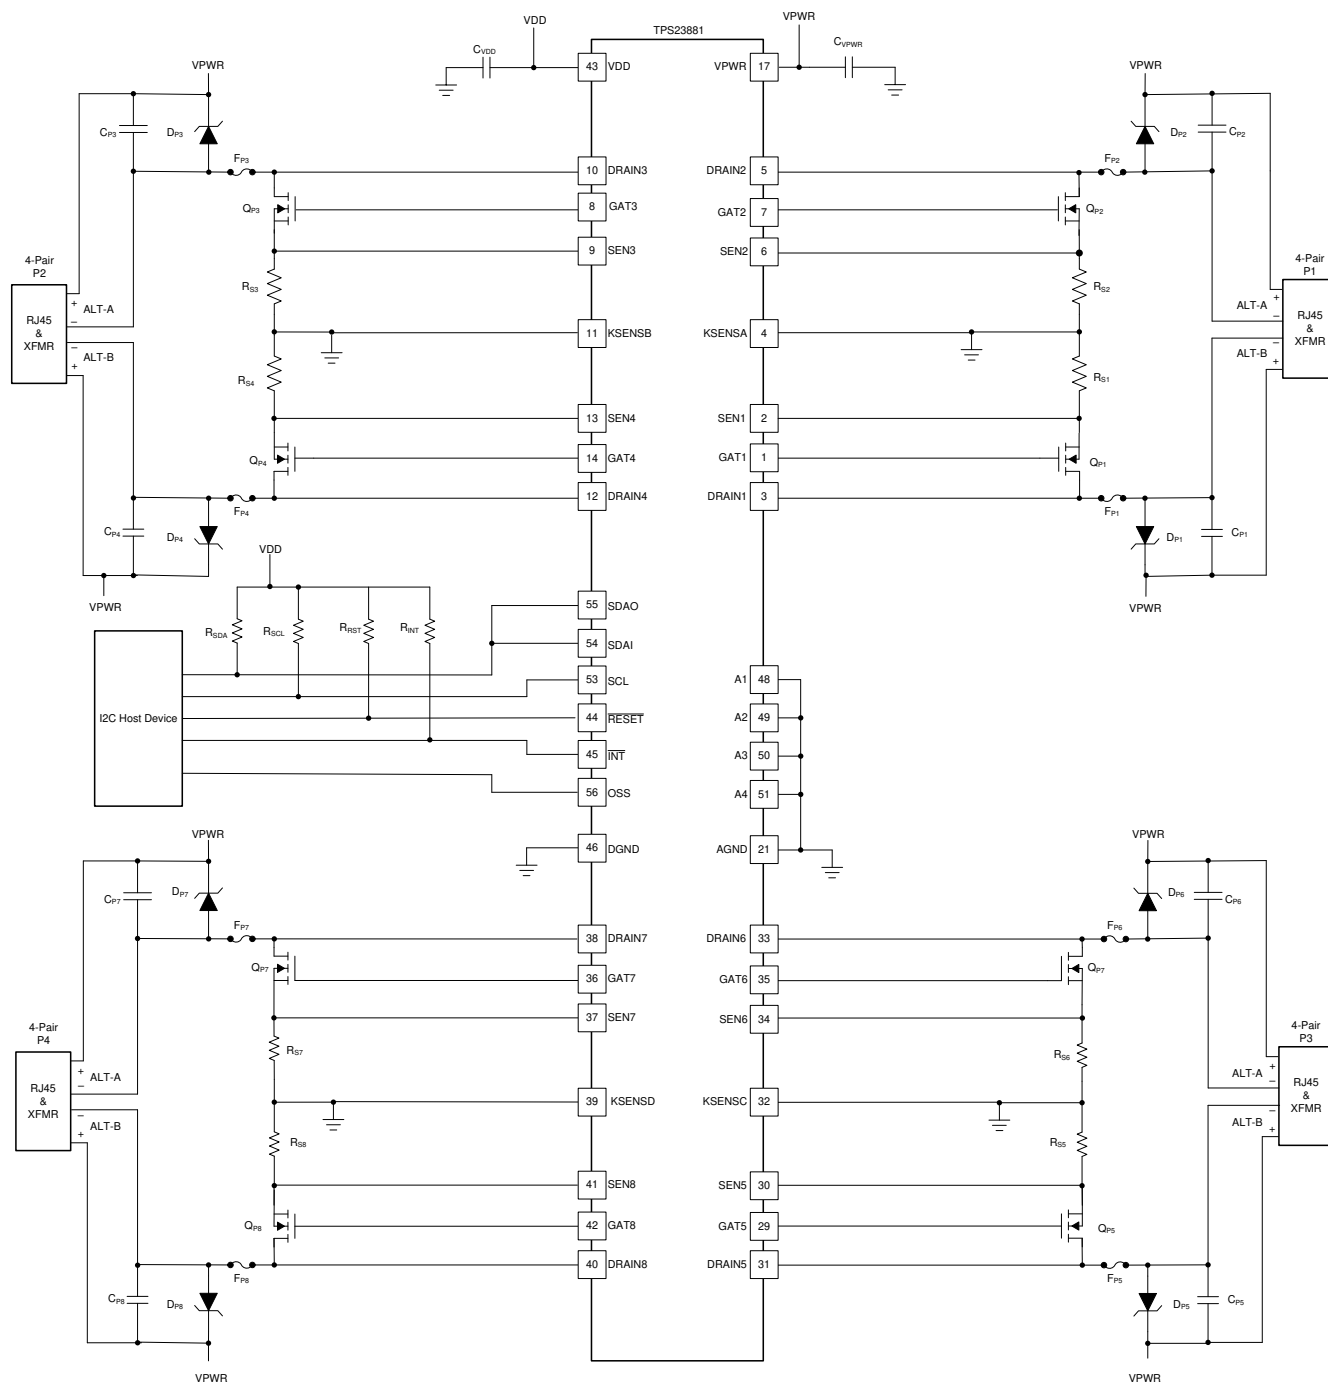 TPS23881
VDD
VPWR
CVDD
CVPWR
43 VDD
VPWR 17
VPWR
CP3
DP3
FP3
10 DRAIN3
QP3
8 GAT3
9 SEN3
4-Pair
P2
RJ45
&
XFMR
+
ALT-A
–
–
ALT-B
+
RS3
11 KSENSB
RS4
13 SEN4
QP4
14 GAT4
12 DRAIN4
FP4
CP4
DP4
VPWR
VPWR
DP2
CP2
FP2
DRAIN2 5
GAT2 7
QP2
SEN2 6
4-Pair
P1
RJ45
&
XFMR
ALT-A
+
–
–
ALT-B
+
RS2
KSENSA 4
RS1
SEN1 2
GAT1 1
QP1
DRAIN1 3
FP1
DP1
CP1
VPWR
VDD
RSDA
RSCL
RRST
RINT
I2C Host Device
55 SDAO
54 SDAI
53 SCL
44 RESET
45 INT
56 OSS
46 DGND
A1 48
A2 49
A3 50
A4 51
AGND 21
VPWR
CP7
DP7
FP7
38 DRAIN7
QP7
36 GAT7
37 SEN7
4-Pair
P4
RJ45
&
XFMR
+
ALT-A
–
–
ALT-B
+
RS7
39 KSENSD
RS8
41 SEN8
QP8
42 GAT8
40 DRAIN8
FP8
CP8
DP8
VPWR
VPWR
DP6
CP6
FP6
DRAIN6 33
QP7
GAT6 35
SEN6 34
4-Pair
P3
RJ45
&
XFMR
ALT-A
+
–
–
ALT-B
+
RS6
KSENSC 32
RS5
SEN5 30
GAT5 29
QP5
DRAIN5 31
FP5
DP5
CP5
VPWR